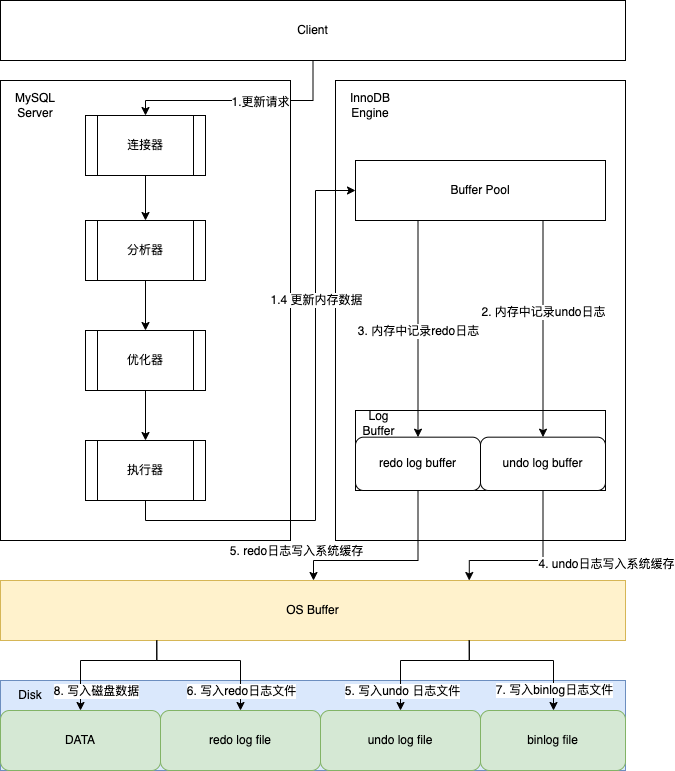 Client
MySQL
Server
InnoDB
Engine
1.更新请求
连接器
Buffer Pool
分析器
1.4 更新内存数据
2. 内存中记录undo日志
3. 内存中记录redo日志
优化器
Log
Buffer
执行器
redo log buffer
undo log buffer
5. redo日志写入系统缓存
4. undo日志写入系统缓存
OS Buffer
Disk
8. 写入磁盘数据
6. 写入redo日志文件
5. 写入undo 日志文件
7. 写入binlog日志文件
DATA
redo log file
undo log file
binlog file